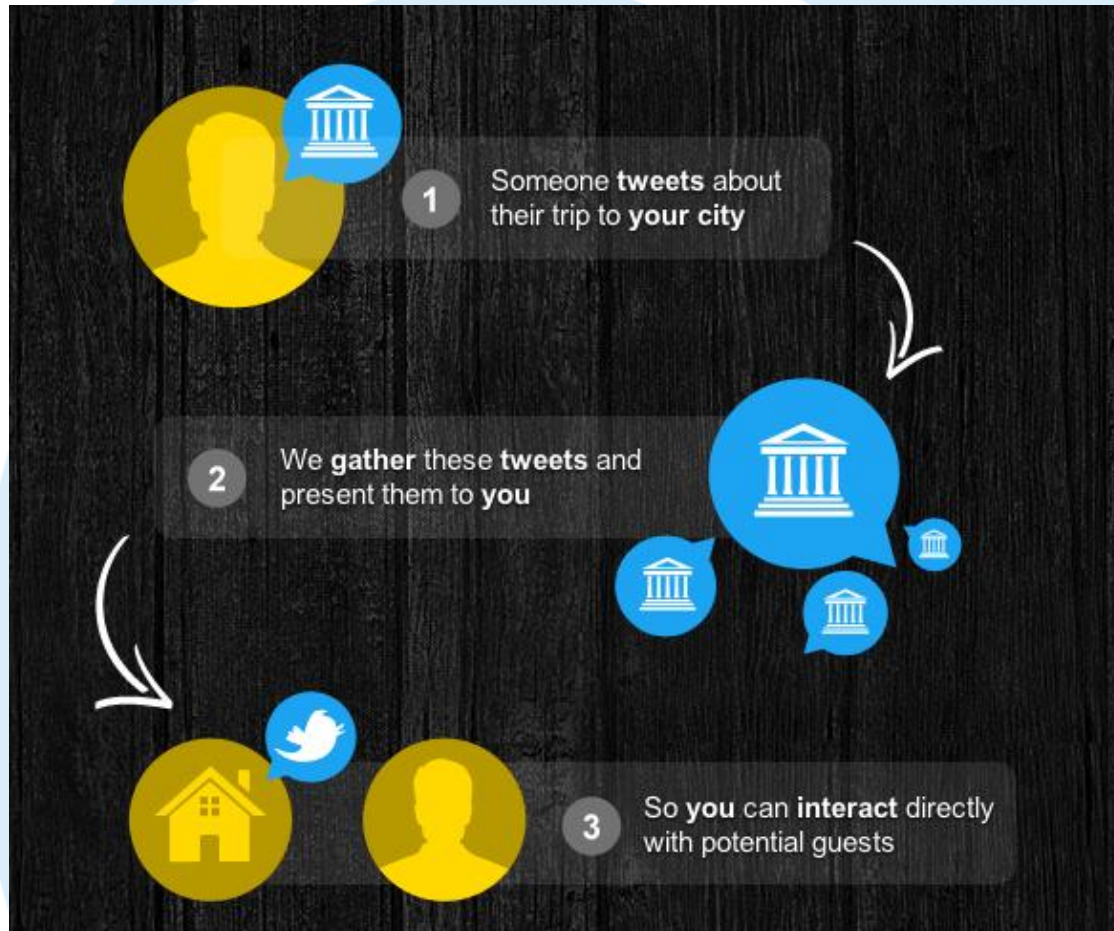 1
Someone tweets about
their trip to your city
2
We gather these tweets and
present them to you
3
So you can interact directly
with potential guests